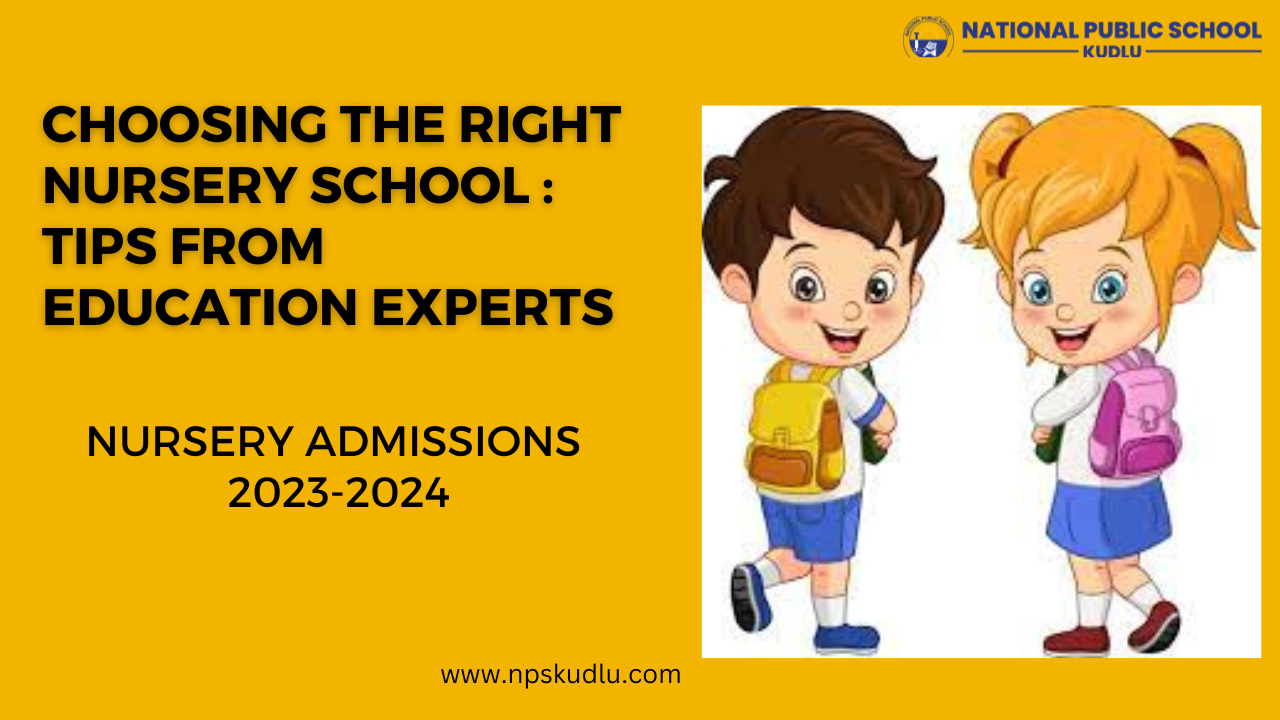 NATIONAL PUBLIC SCHOOL
KUDLU
CHOOSING THE RIGHT
NURSERY SCHOOL :
TIPS FROM
EDUCATION EXPERTS
NURSERY ADMISSIONS
2023-2024
www.npskudlu.com